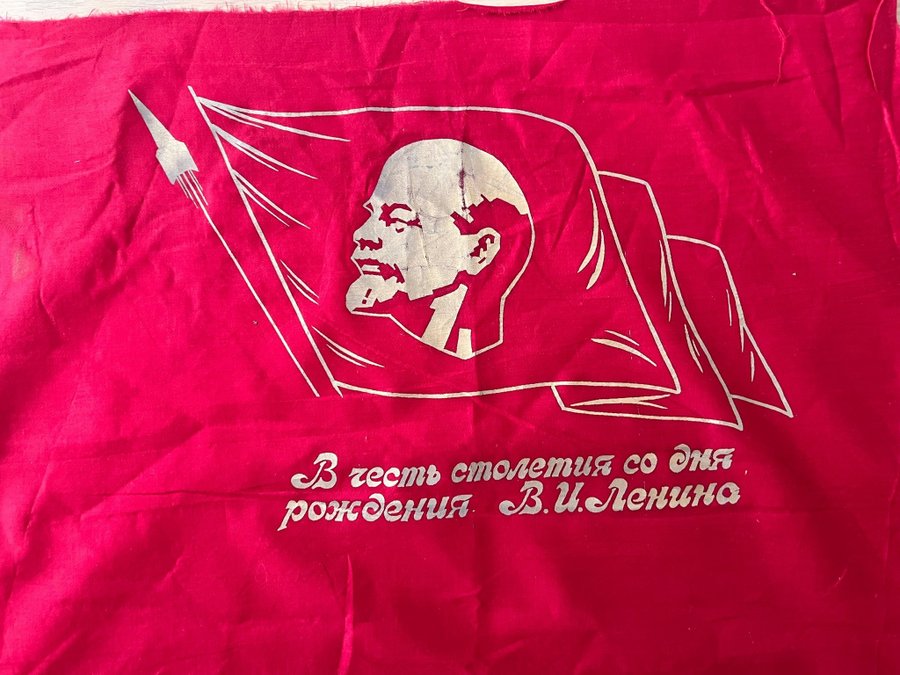 В честь столетия со дня
рождения В.И.Ленина